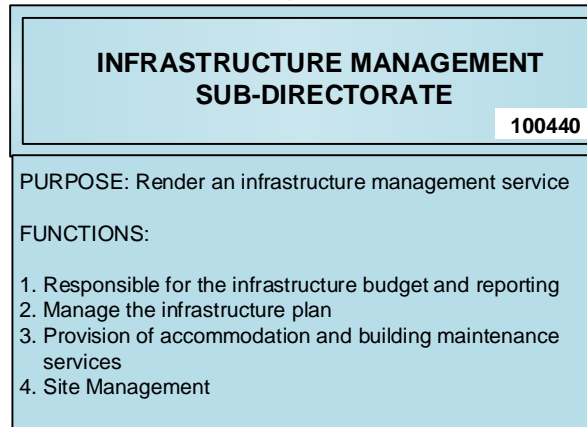 INFRASTRUCTURE MANAGEMENT
SUB-DIRECTORATE
100440
PURPOSE: Render an infrastructure management service
FUNCTIONS:
1. Responsible for the infrastructure budget and reporting
2. Manage the infrastructure plan
3. Provision of accommodation and building maintenance
services
4. Site Management